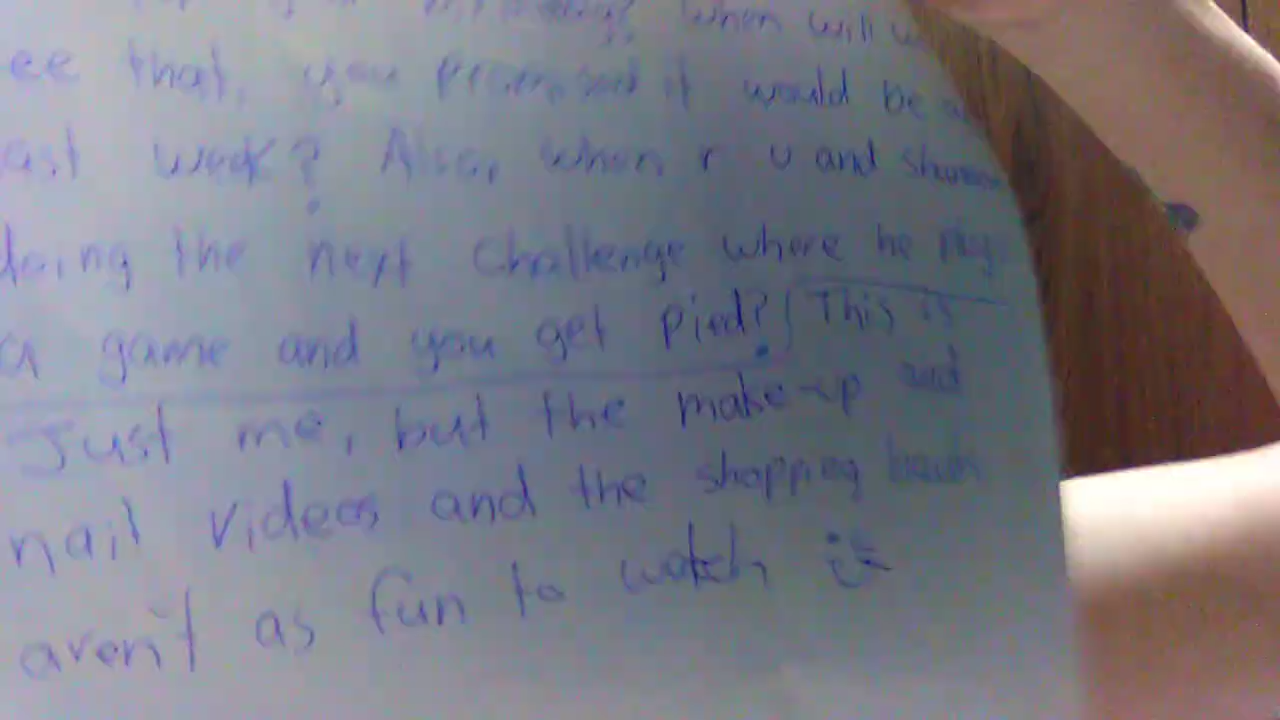 When will
ee that, you promised it would be a
ast week? Also, when r u and
doing the next challenge where he
a game and you get pied? (This is
Just me, but the make-up and
nail videos and the shopping
aren't as fun to watch